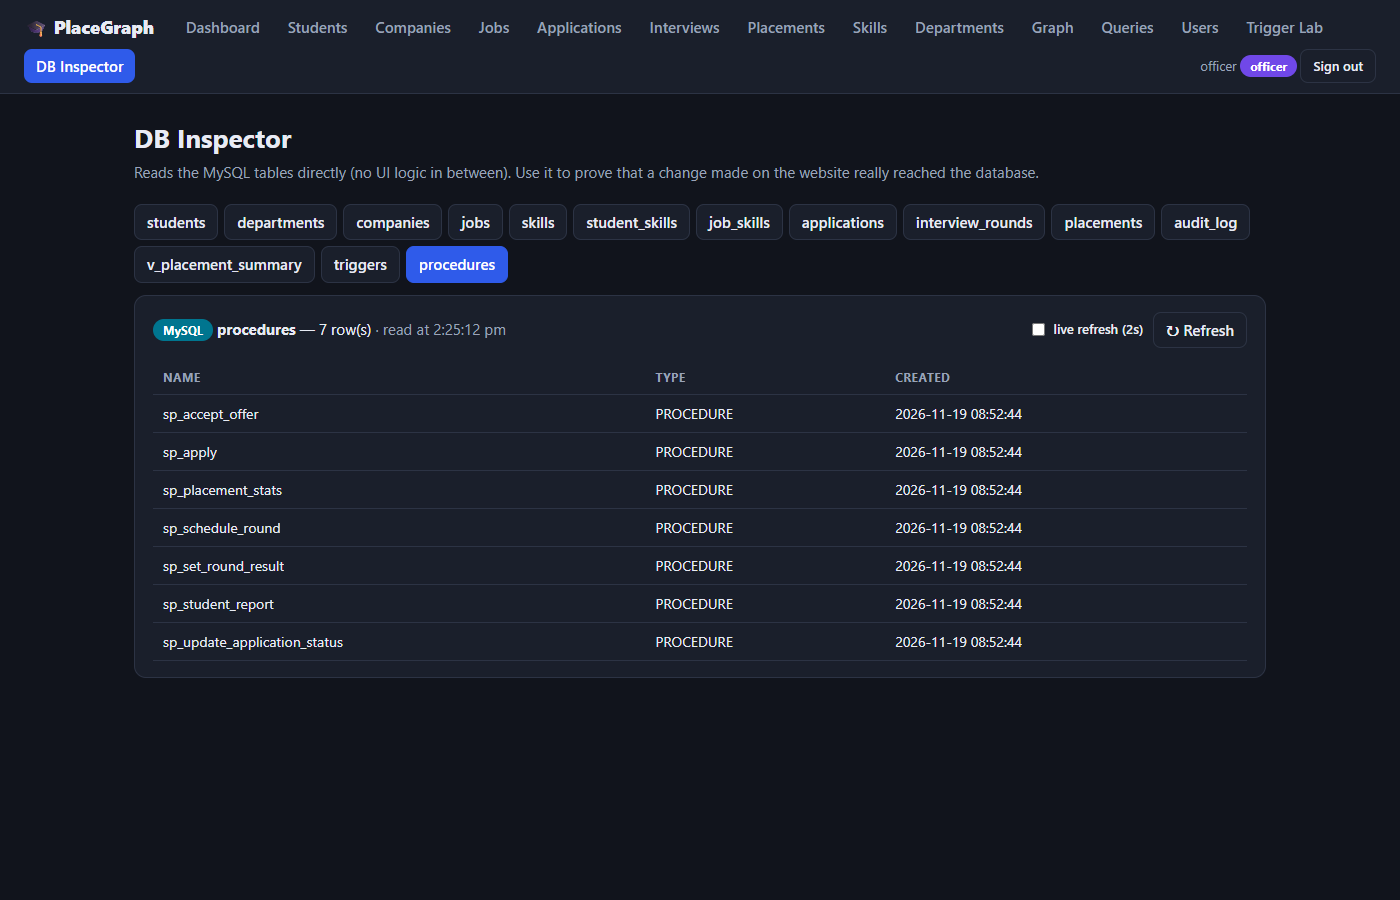 PlaceGraph Dashboard Students Companies Jobs Applications Interviews Placements Skills Departments Graph Queries Users Trigger Lab
DB Inspector officer officer Sign out
DB Inspector
Reads the MySQL tables directly (no UI logic in between). Use it to prove that a change made on the website really reached the database.
students departments companies jobs skills student_skills job_skills applications interview_rounds placements audit_log
v_placement_summary triggers procedures
MySQL procedures — 7 row(s) · read at 2:25:12 pm live refresh (2s) ↻ Refresh
NAME TYPE CREATED
sp_accept_offer PROCEDURE 2026-11-19 08:52:44
sp_apply PROCEDURE 2026-11-19 08:52:44
sp_placement_stats PROCEDURE 2026-11-19 08:52:44
sp_schedule_round PROCEDURE 2026-11-19 08:52:44
sp_set_round_result PROCEDURE 2026-11-19 08:52:44
sp_student_report PROCEDURE 2026-11-19 08:52:44
sp_update_application_status PROCEDURE 2026-11-19 08:52:44